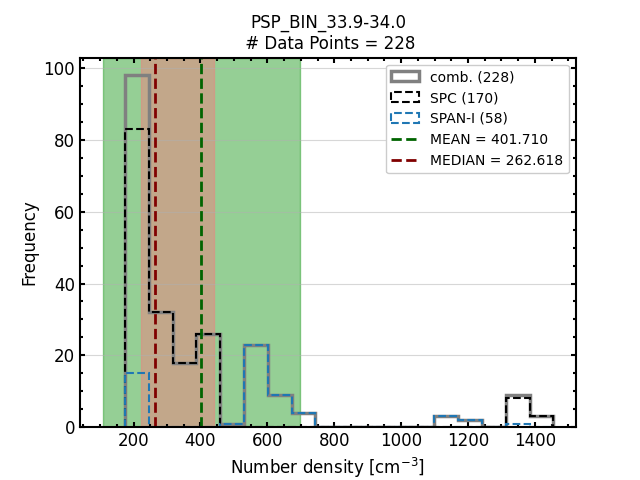 PSP_BIN_33.9-34.0
# Data Points = 228
comb. (228)
SPC (170)
SPAN-I (58)
MEAN = 401.710
MEDIAN = 262.618
Frequency
100
80
60
40
20
0
200 400 600 800 1000 1200 1400
Number density [cm⁻³]